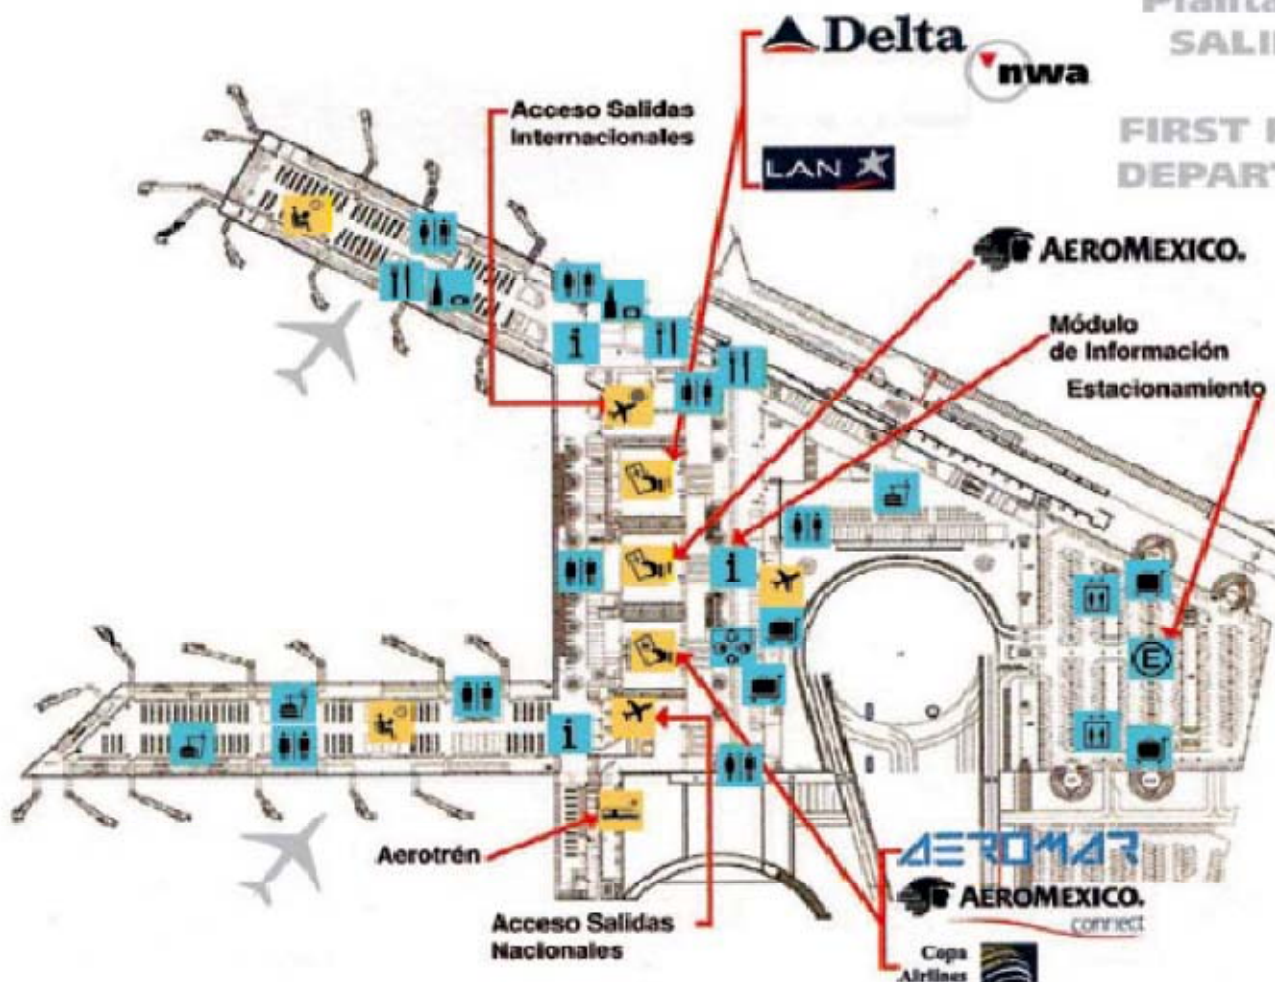 Delta
nwa
LAN
SALI
FIRST
DEPART
Acceso Salidas
Internacionales
AEROMEXICO.
Módulo
de Información
Estacionamiento
i
i
E
i
Aerotrén
Acceso Salidas
Nacionales
AEROMAR
AEROMEXICO.
connect
Copa
Airlines